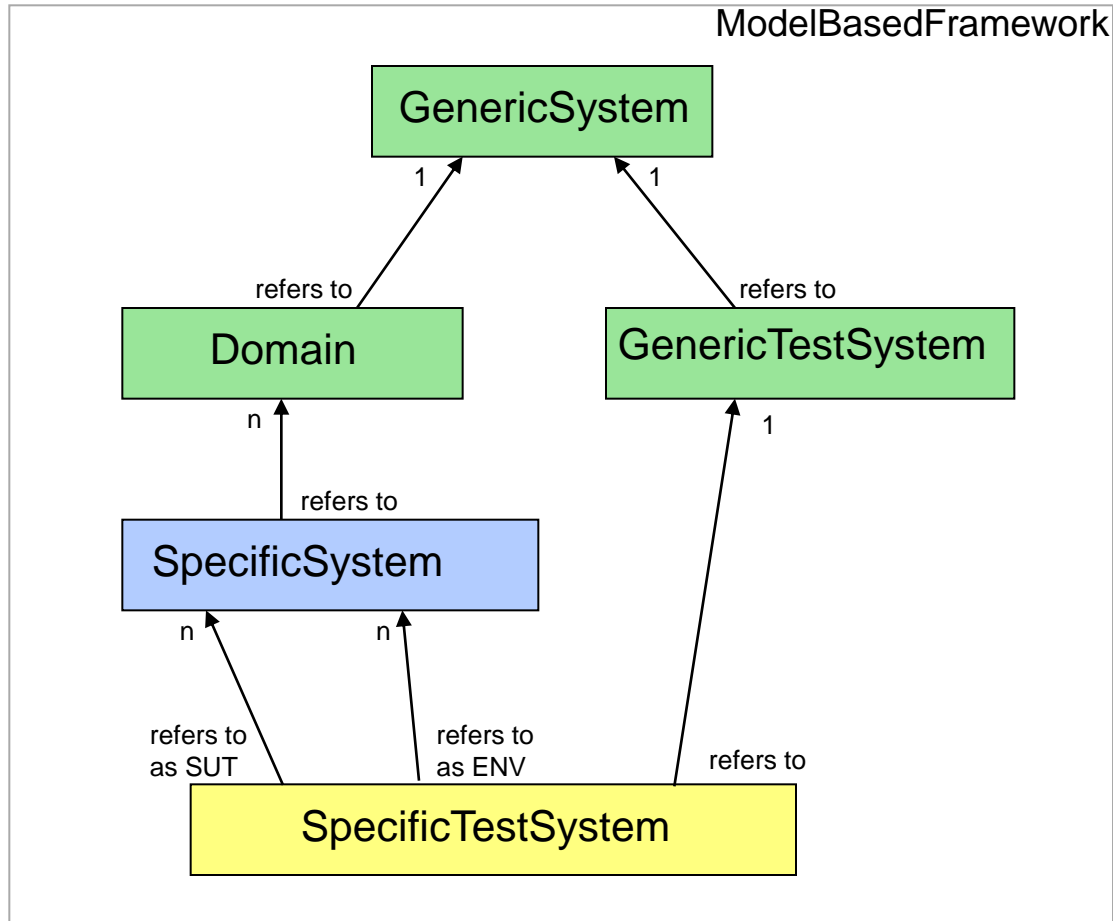 ModelBasedFramework
GenericSystem
1
1
refers to
refers to
Domain
GenericTestSystem
n
1
refers to
SpecificSystem
n
n
refers to
as SUT
refers to
as ENV
refers to
SpecificTestSystem